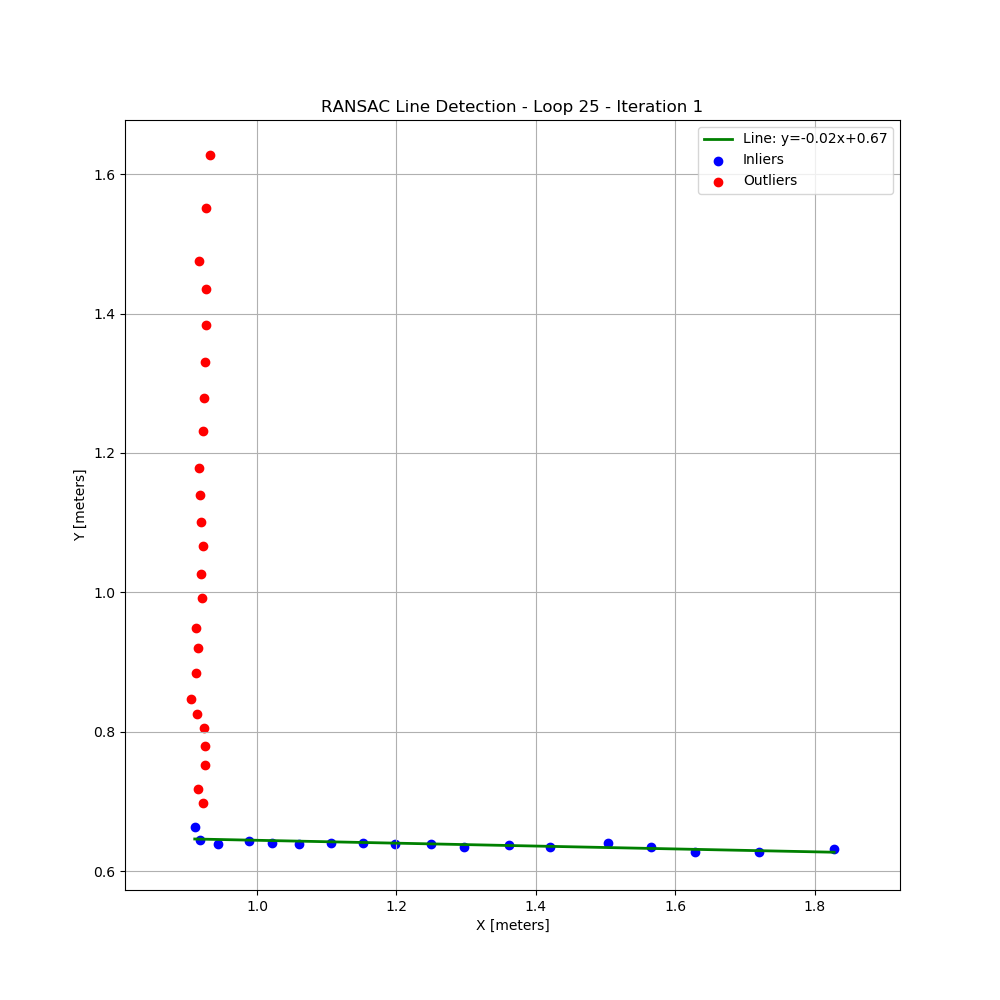 RANSAC Line Detection - Loop 25 - Iteration 1
Line: y=-0.02x+0.67
Inliers
Outliers
Y [meters]
1.6
1.4
1.2
1.0
0.8
0.6
1.0 1.2 1.4 1.6 1.8
X [meters]